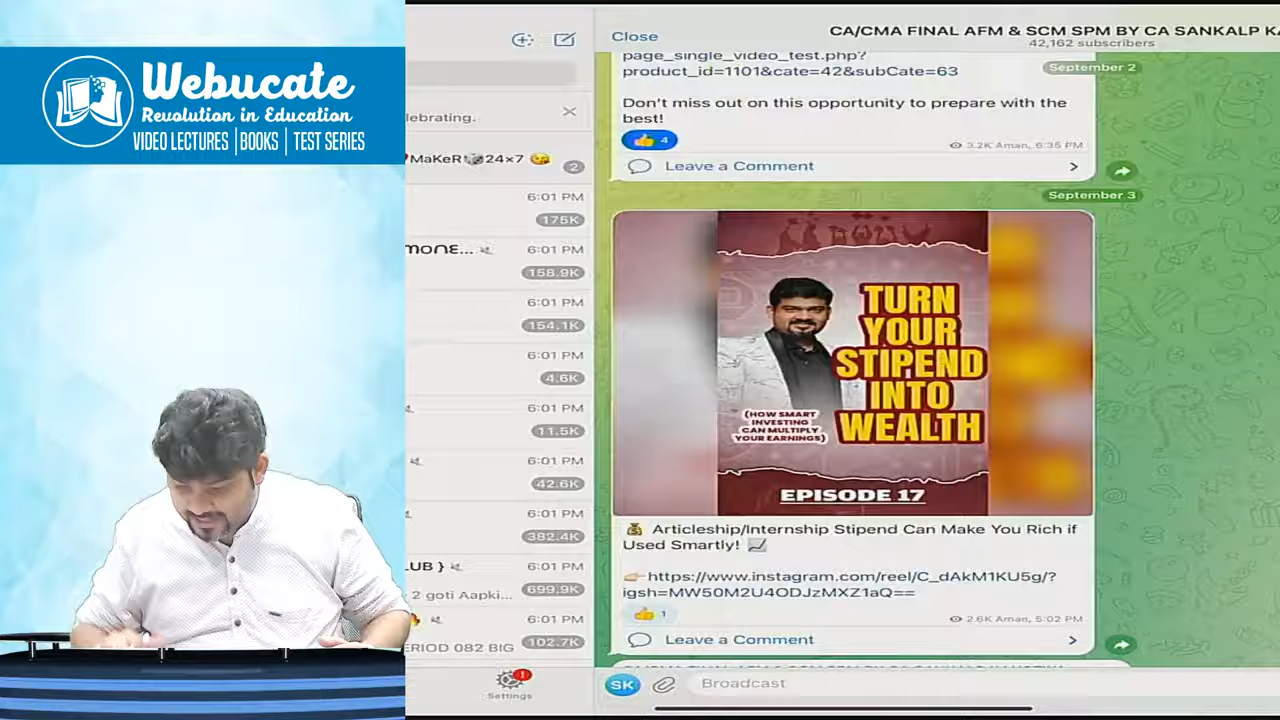 Webucate
Revolution in Education
VIDEO LECTURES | BOOKS | TEST SERIES
lebrating.
MaKeR🎲24×7 😘
2
6:01 PM
175K
6:01 PM
158.9K
6:01 PM
154.1K
6:01 PM
4.6K
6:01 PM
11.5K
6:01 PM
42.6K
6:01 PM
382.4K
LUB }
6:01 PM
2 goti Aapki...
699.9K
6:01 PM
ERIOD 082 BIG
102.7K
1
Settings
Close
CA/CMA FINAL AFM & SCM SPM BY CA SANKALP K
42,162 subscribers
page_single_video_test.php?
product_id=1101&cate=42&subCate=63
September 2
Don't miss out on this opportunity to prepare with the
best!
👍 4
3.2K Aman, 6:35 PM
Leave a Comment
September 3
TURN
YOUR
STIPEND
INTO
WEALTH
(HOW SMART
INVESTING
CAN MULTIPLY
YOUR EARNINGS)
EPISODE 17
💰 Articleship/Internship Stipend Can Make You Rich if
Used Smartly! 📈
👉https://www.instagram.com/reel/C_dAkM1KU5g/?
igsh=MW50M2U4ODJzMXZ1aQ==
👍 1
2.6K Aman, 5:02 PM
Leave a Comment
SK
Broadcast